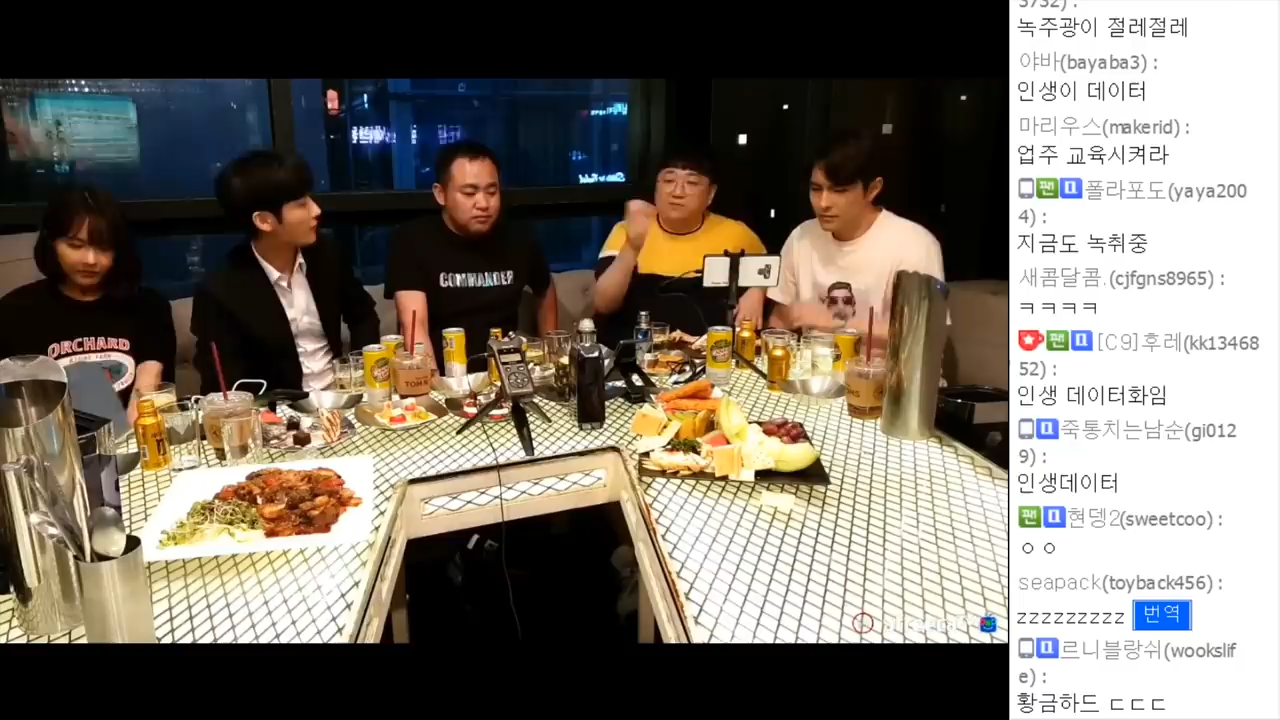 ORCHARD
COMMANDER
TOM N
3732) :
녹주광이 절레절레
야바(bayaba3) :
인생이 데이터
마리우스(makerid) :
업주 교육시켜라
팬 폴라포도(yaya200
4) :
지금도 녹취중
새콤달콤.(cjfgns8965) :
ㅋㅋㅋㅋ
팬 [C9]후레(kk13468
52) :
인생 데이터화임
죽통치는남순(gi012
9) :
인생데이터
팬 현뎅2(sweetcoo) :
ㅇㅇ
seapack(toyback456) :
zzzzzzzzz 번역
르니블랑쉬(wookslif
e) :
황금하드 ㄷㄷㄷ